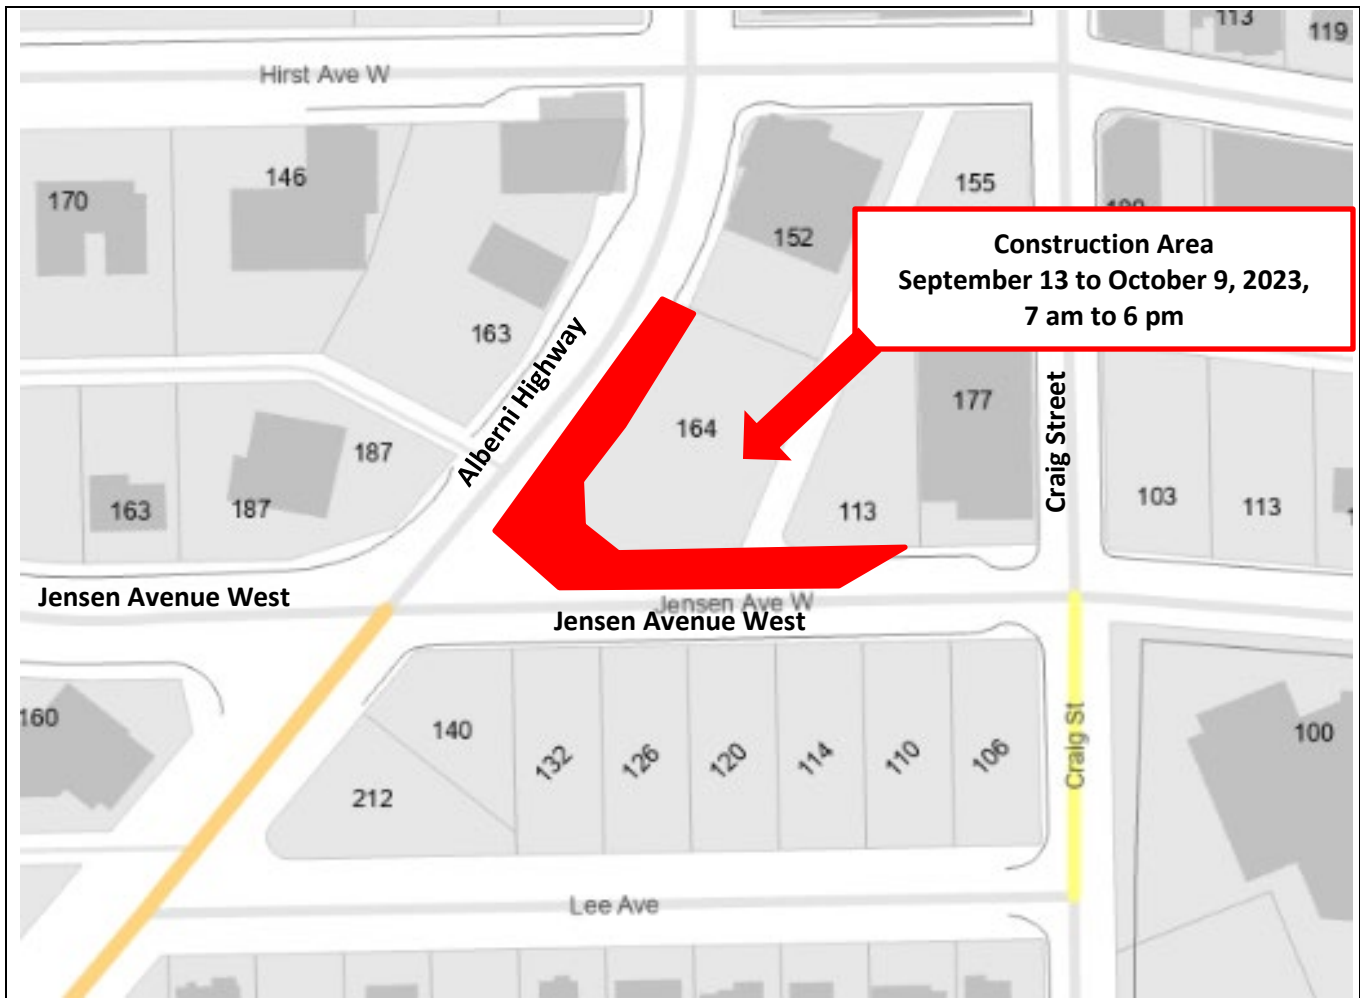 113
119
Hirst Ave W
146
170
155
152
Construction Area
September 13 to October 9, 2023,
7 am to 6 pm
163
Alberni Highway
177
Craig Street
164
187
187
163
113
103
113
Jensen Avenue West
Jensen Ave W
Jensen Avenue West
160
140
132
126
120
114
110
106
Craig St
100
212
Lee Ave